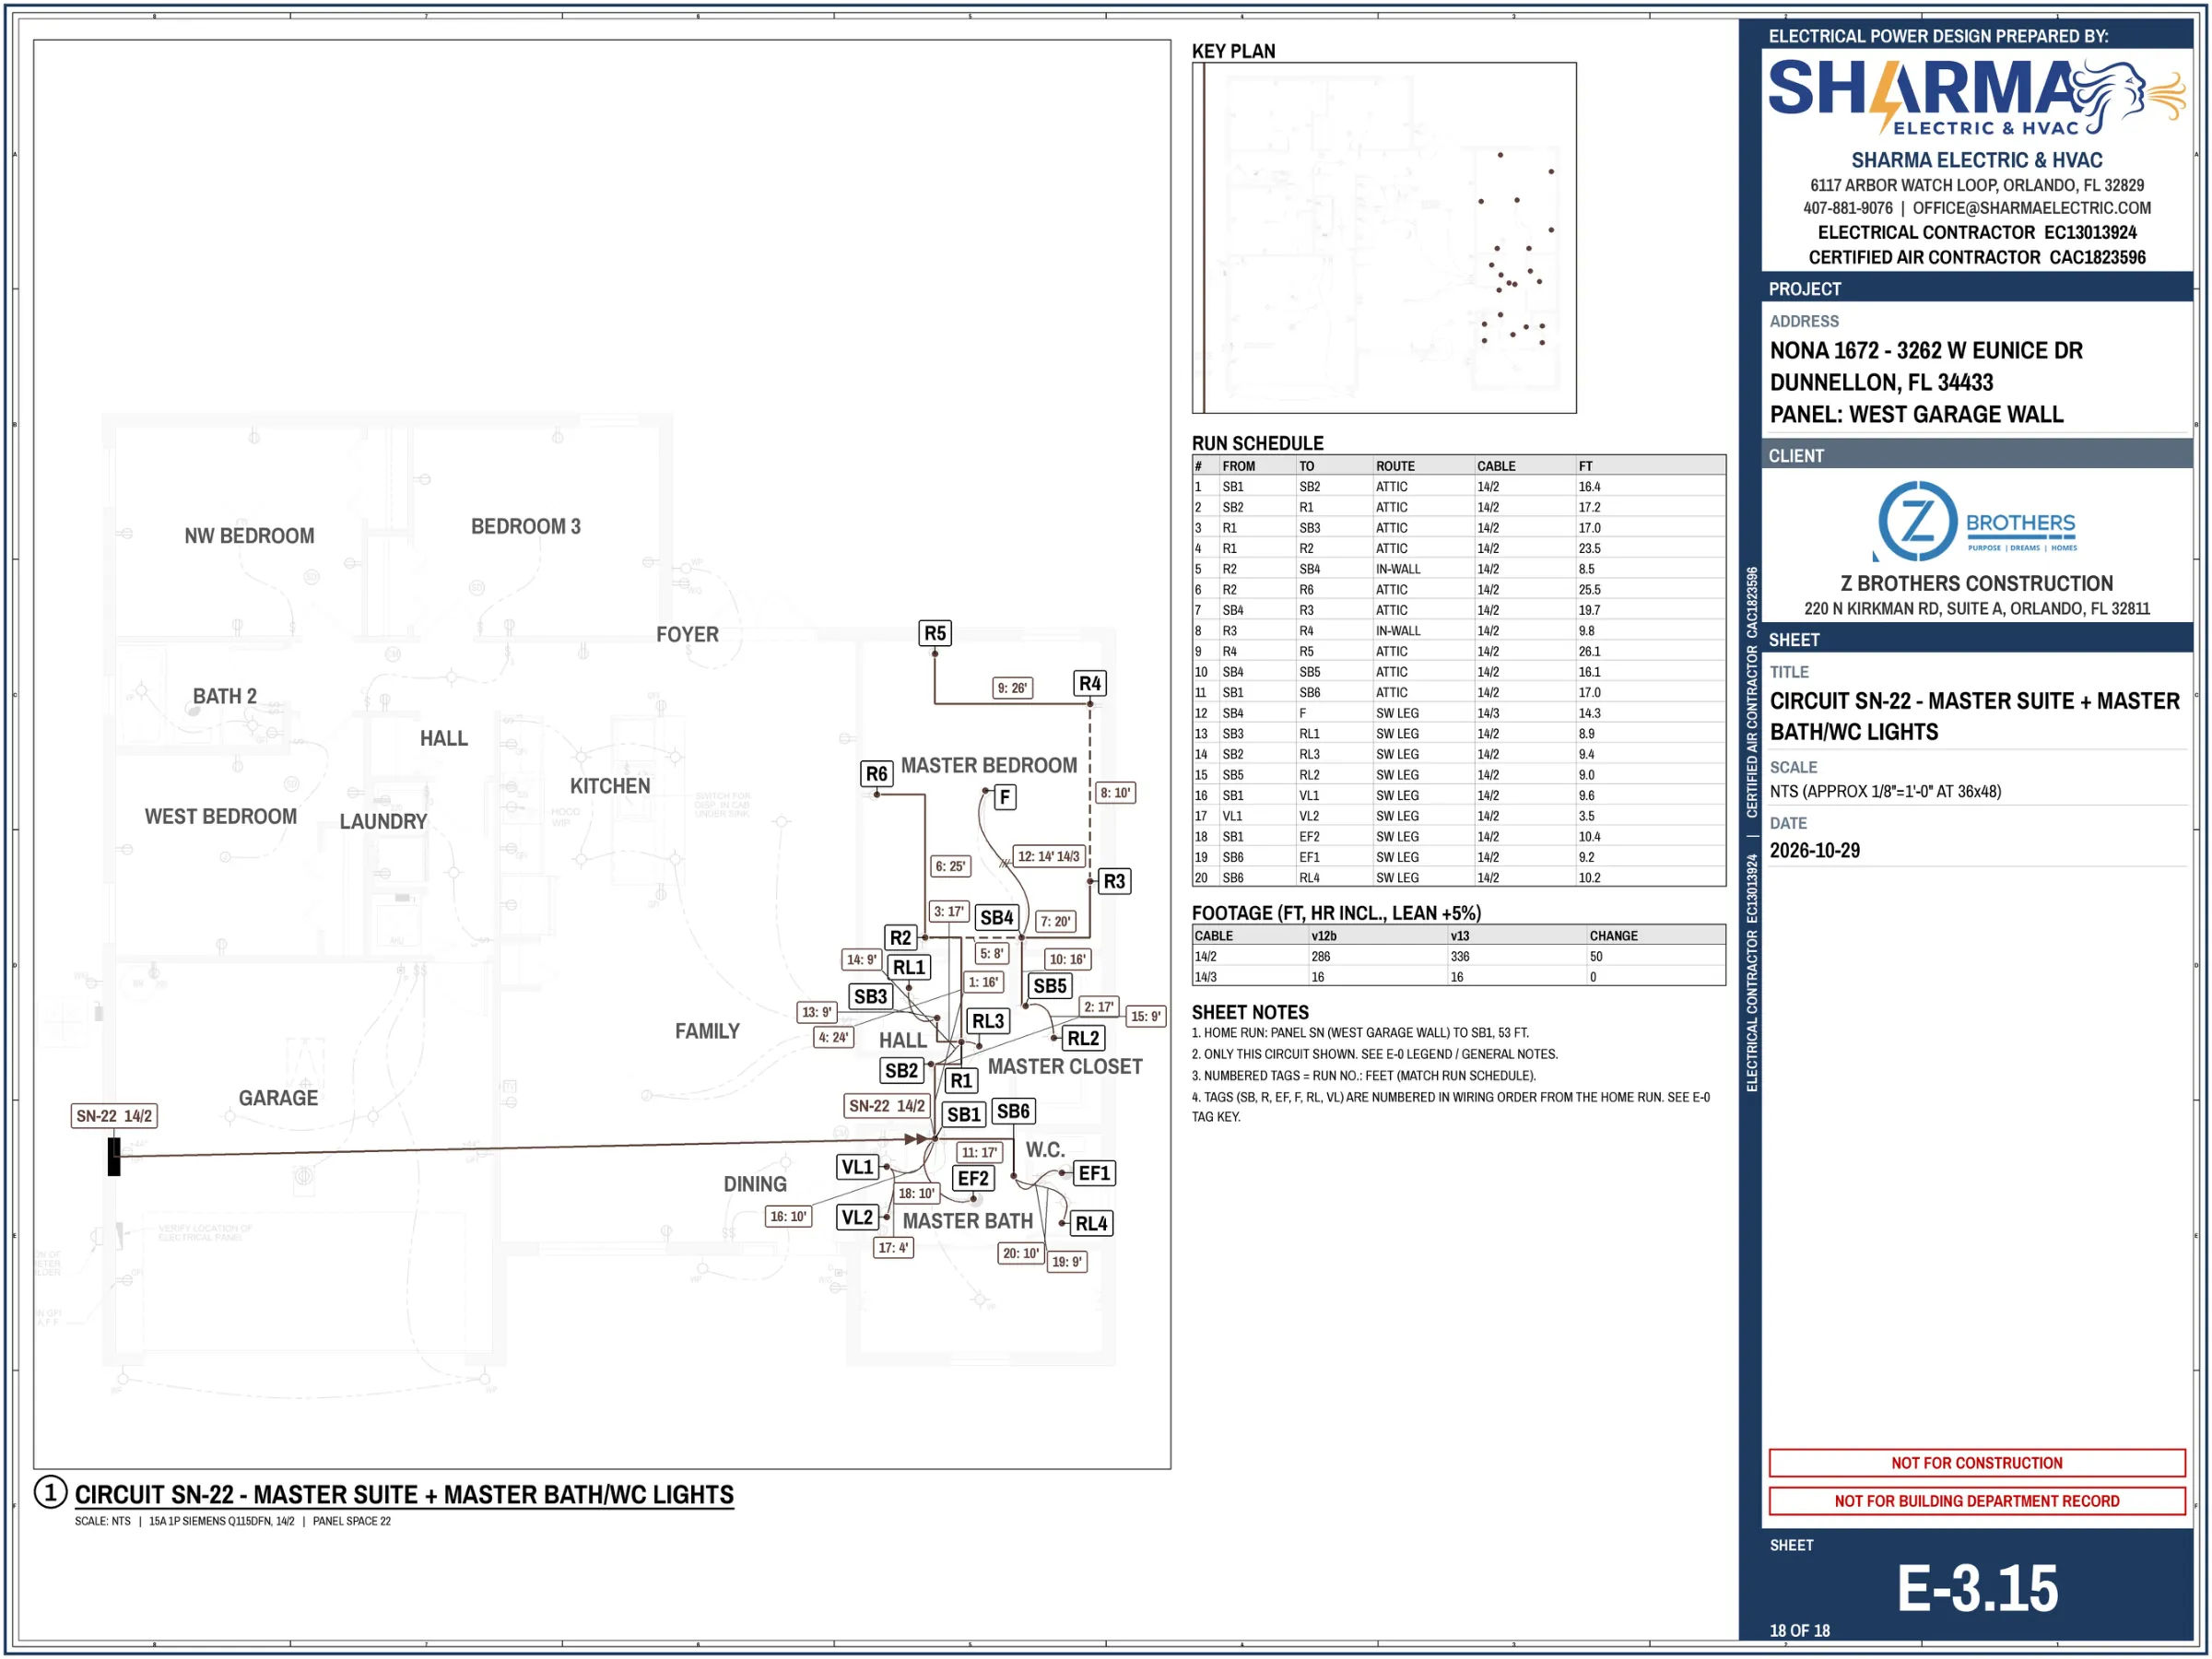 KEY PLAN
RUN SCHEDULE
# FROM TO ROUTE CABLE FT
1 SB1 SB2 ATTIC 14/2 16.4
2 SB2 R1 ATTIC 14/2 17.2
3 R1 SB3 ATTIC 14/2 17.0
4 R1 R2 ATTIC 14/2 23.5
5 R2 SB4 IN-WALL 14/2 8.5
6 R2 R6 ATTIC 14/2 25.5
7 SB4 R3 ATTIC 14/2 19.7
8 R3 R4 IN-WALL 14/2 9.8
9 R4 R5 ATTIC 14/2 26.1
10 SB4 SB5 ATTIC 14/2 16.1
11 SB1 SB6 ATTIC 14/2 17.0
12 SB4 F SW LEG 14/3 14.3
13 SB3 RL1 SW LEG 14/2 8.9
14 SB2 RL3 SW LEG 14/2 9.4
15 SB5 RL2 SW LEG 14/2 9.0
16 SB1 VL1 SW LEG 14/2 9.6
17 VL1 VL2 SW LEG 14/2 3.5
18 SB1 EF2 SW LEG 14/2 10.4
19 SB6 EF1 SW LEG 14/2 9.2
20 SB6 RL4 SW LEG 14/2 10.2
FOOTAGE (FT, HR INCL., LEAN +5%)
CABLE v12b v13 CHANGE
14/2 286 336 50
14/3 16 16 0
SHEET NOTES
1. HOME RUN: PANEL SN (WEST GARAGE WALL) TO SB1, 53 FT.
2. ONLY THIS CIRCUIT SHOWN. SEE E-0 LEGEND / GENERAL NOTES.
3. NUMBERED TAGS = RUN NO.: FEET (MATCH RUN SCHEDULE).
4. TAGS (SB, R, EF, F, RL, VL) ARE NUMBERED IN WIRING ORDER FROM THE HOME RUN. SEE E-0
TAG KEY.
NW BEDROOM
BEDROOM 3
FOYER
BATH 2
HALL
KITCHEN
WEST BEDROOM
LAUNDRY
HOOD
W/P
SWITCH FOR
DISP. IN CAB
UNDER SINK
FAMILY
GARAGE
DINING
VERIFY LOCATION OF
ELECTRICAL PANEL
R5
R4
9: 26'
R6
MASTER BEDROOM
F
8: 10'
12: 14' 14/3
6: 25'
R3
3: 17'
SB4
7: 20'
R2
5: 8'
14: 9'
RL1
10: 16'
1: 16'
SB5
SB3
2: 17'
13: 9'
15: 9'
RL3
4: 24'
HALL
RL2
SB2
MASTER CLOSET
R1
SN-22 14/2
SN-22 14/2
SB1
SB6
11: 17'
W.C.
VL1
EF2
EF1
18: 10'
16: 10'
VL2
MASTER BATH
RL4
17: 4'
20: 10'
19: 9'
1 CIRCUIT SN-22 - MASTER SUITE + MASTER BATH/WC LIGHTS
SCALE: NTS | 15A 1P SIEMENS Q115DFN, 14/2 | PANEL SPACE 22
ELECTRICAL CONTRACTOR EC13013924 | CERTIFIED AIR CONTRACTOR CAC1823596
ELECTRICAL POWER DESIGN PREPARED BY:
SHARMA
ELECTRIC & HVAC
SHARMA ELECTRIC & HVAC
6117 ARBOR WATCH LOOP, ORLANDO, FL 32829
407-881-9076 | OFFICE@SHARMAELECTRIC.COM
ELECTRICAL CONTRACTOR EC13013924
CERTIFIED AIR CONTRACTOR CAC1823596
PROJECT
ADDRESS
NONA 1672 - 3262 W EUNICE DR
DUNNELLON, FL 34433
PANEL: WEST GARAGE WALL
CLIENT
Z BROTHERS
PURPOSE | DREAMS | HOMES
Z BROTHERS CONSTRUCTION
220 N KIRKMAN RD, SUITE A, ORLANDO, FL 32811
SHEET
TITLE
CIRCUIT SN-22 - MASTER SUITE + MASTER
BATH/WC LIGHTS
SCALE
NTS (APPROX 1/8"=1'-0" AT 36x48)
DATE
2026-10-29
NOT FOR CONSTRUCTION
NOT FOR BUILDING DEPARTMENT RECORD
SHEET
E-3.15
18 OF 18